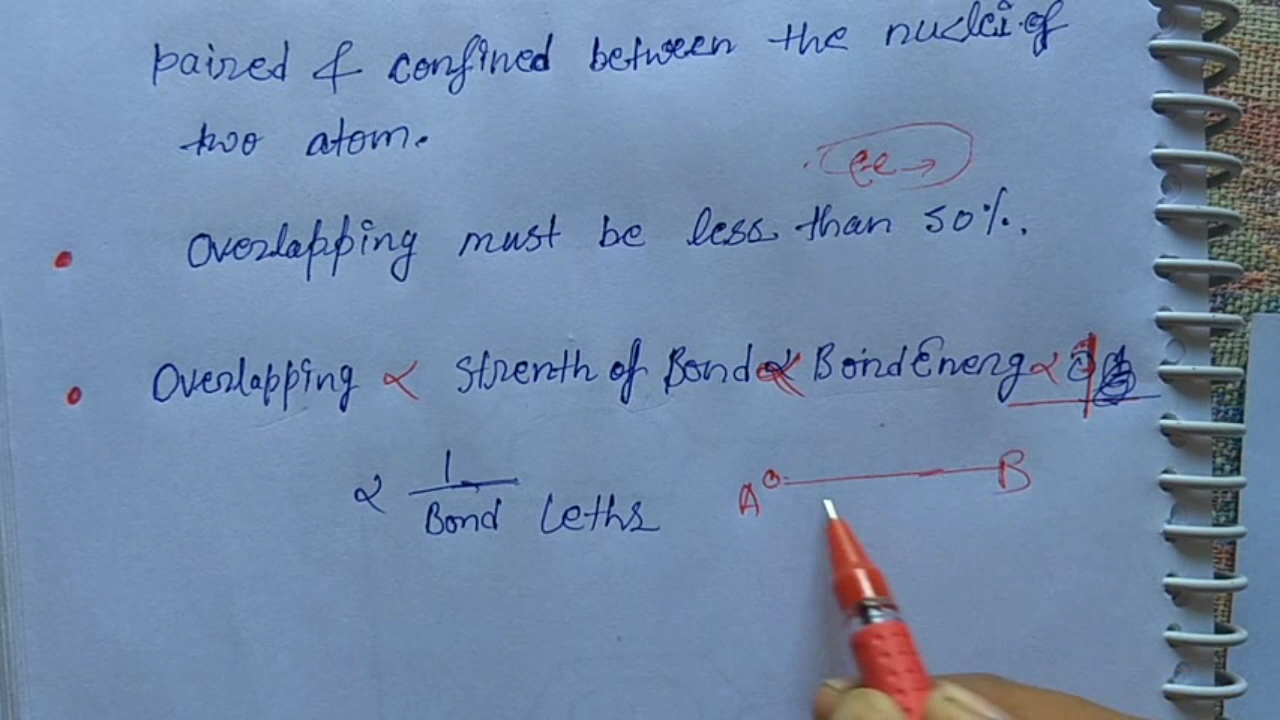 paired & confined between the nuclei of
two atom.
Overlapping must be less than 50%.
Overlapping ∝ Strenth of Bond ∝ Bond Energ ∝
∝ 1
Bond Leths
A B